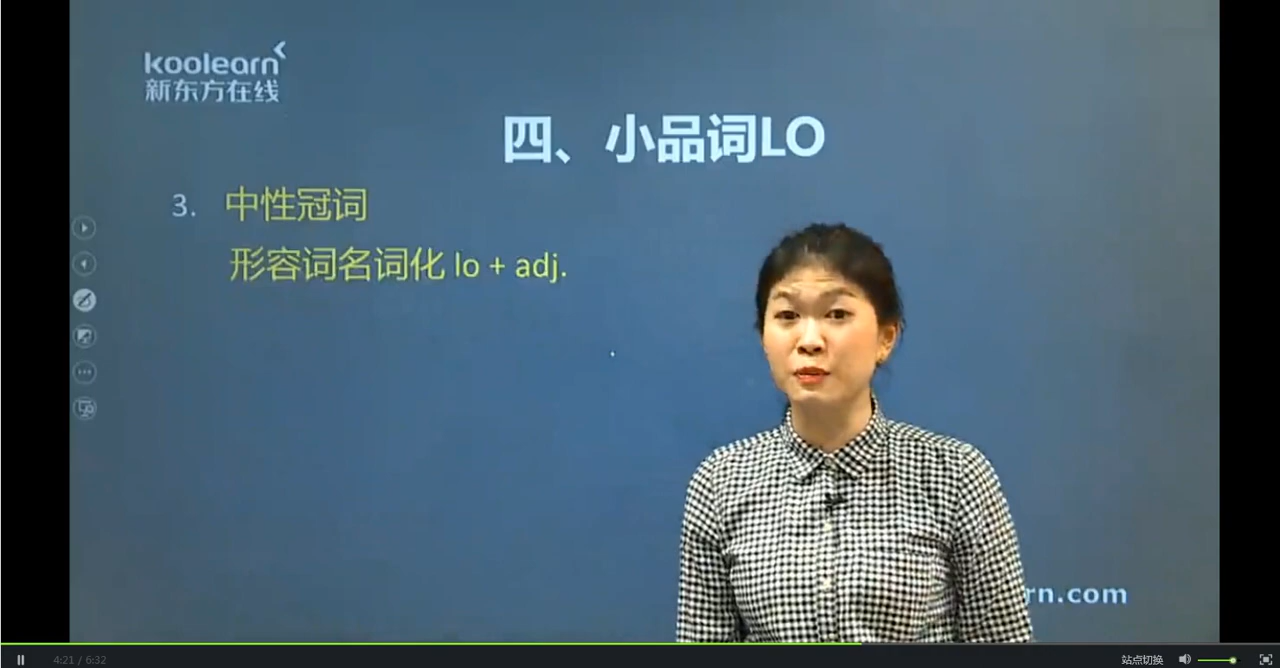 koolearn
新东方在线
四、小品词LO
3. 中性冠词
形容词名词化 lo + adj.
rn.com
4:21 / 6:32
站点切换